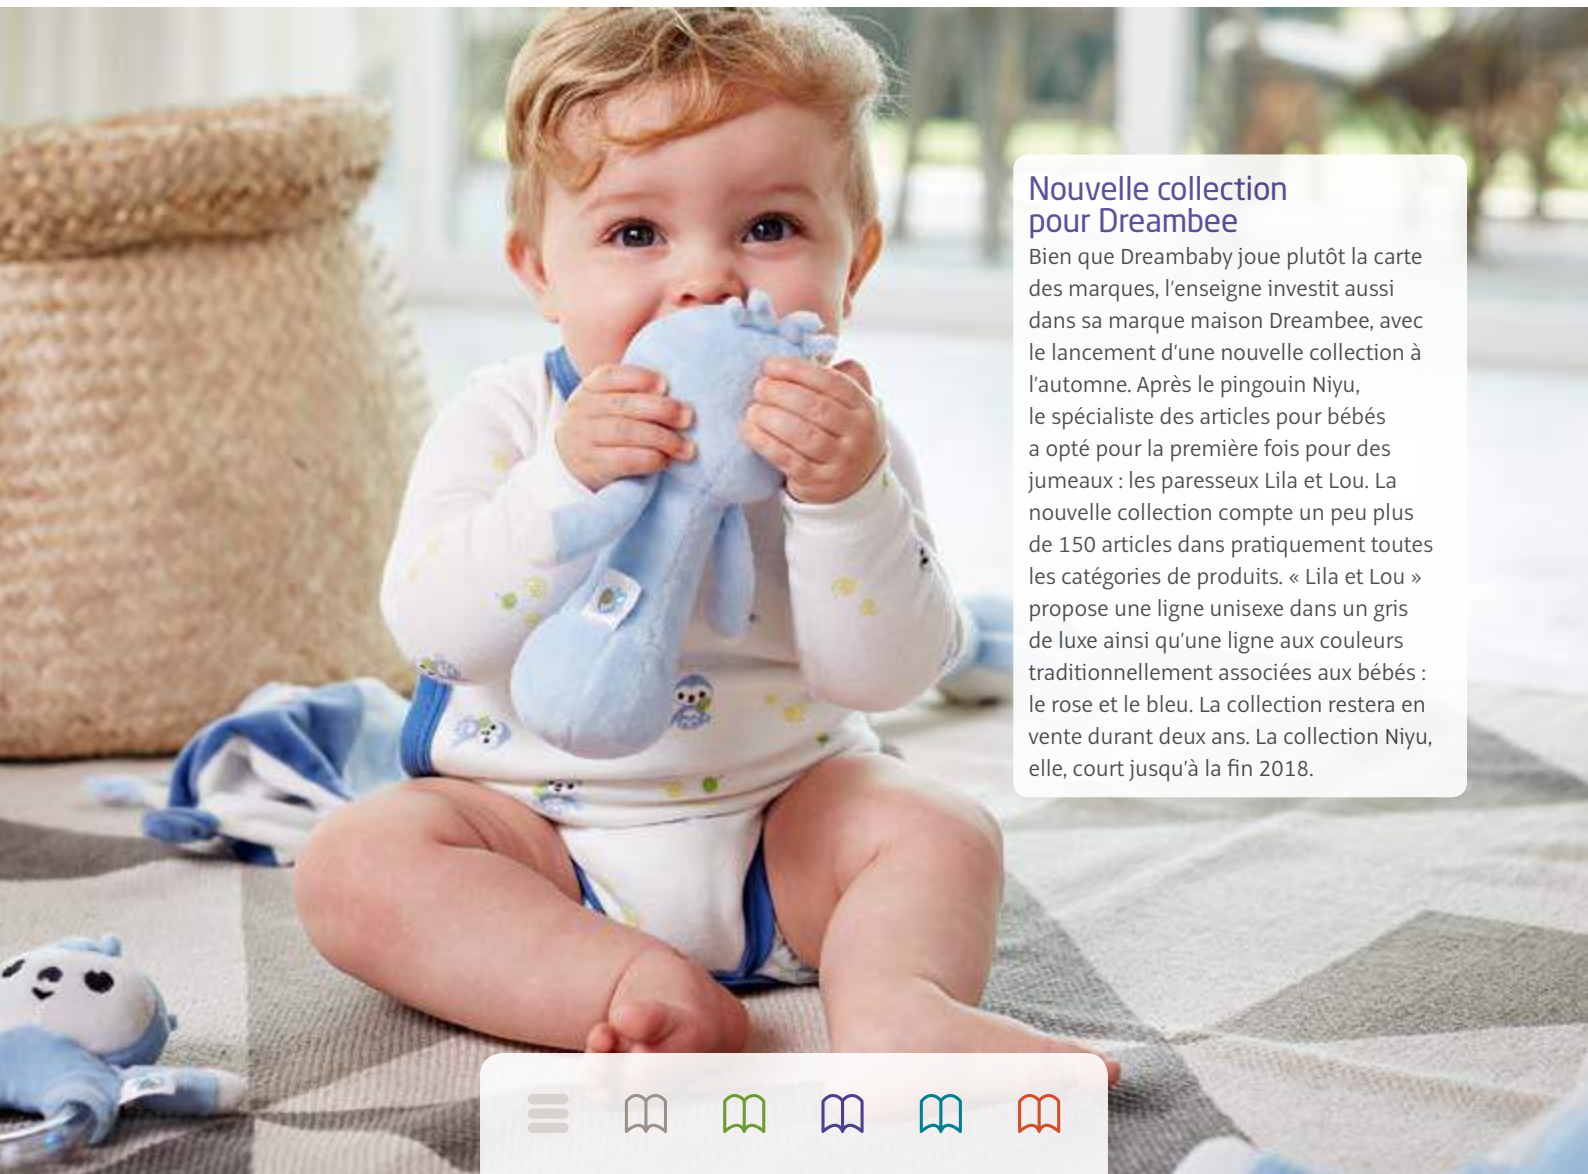 Nouvelle collection
pour Dreambee
Bien que Dreambaby joue plutôt la carte
des marques, l'enseigne investit aussi
dans sa marque maison Dreambee, avec
le lancement d'une nouvelle collection à
l'automne. Après le pingouin Niyu,
le spécialiste des articles pour bébés
a opté pour la première fois pour des
jumeaux : les paresseux Lila et Lou. La
nouvelle collection compte un peu plus
de 150 articles dans pratiquement toutes
les catégories de produits. « Lila et Lou »
propose une ligne unisexe dans un gris
de luxe ainsi qu'une ligne aux couleurs
traditionnellement associées aux bébés :
le rose et le bleu. La collection restera en
vente durant deux ans. La collection Niyu,
elle, court jusqu'à la fin 2018.